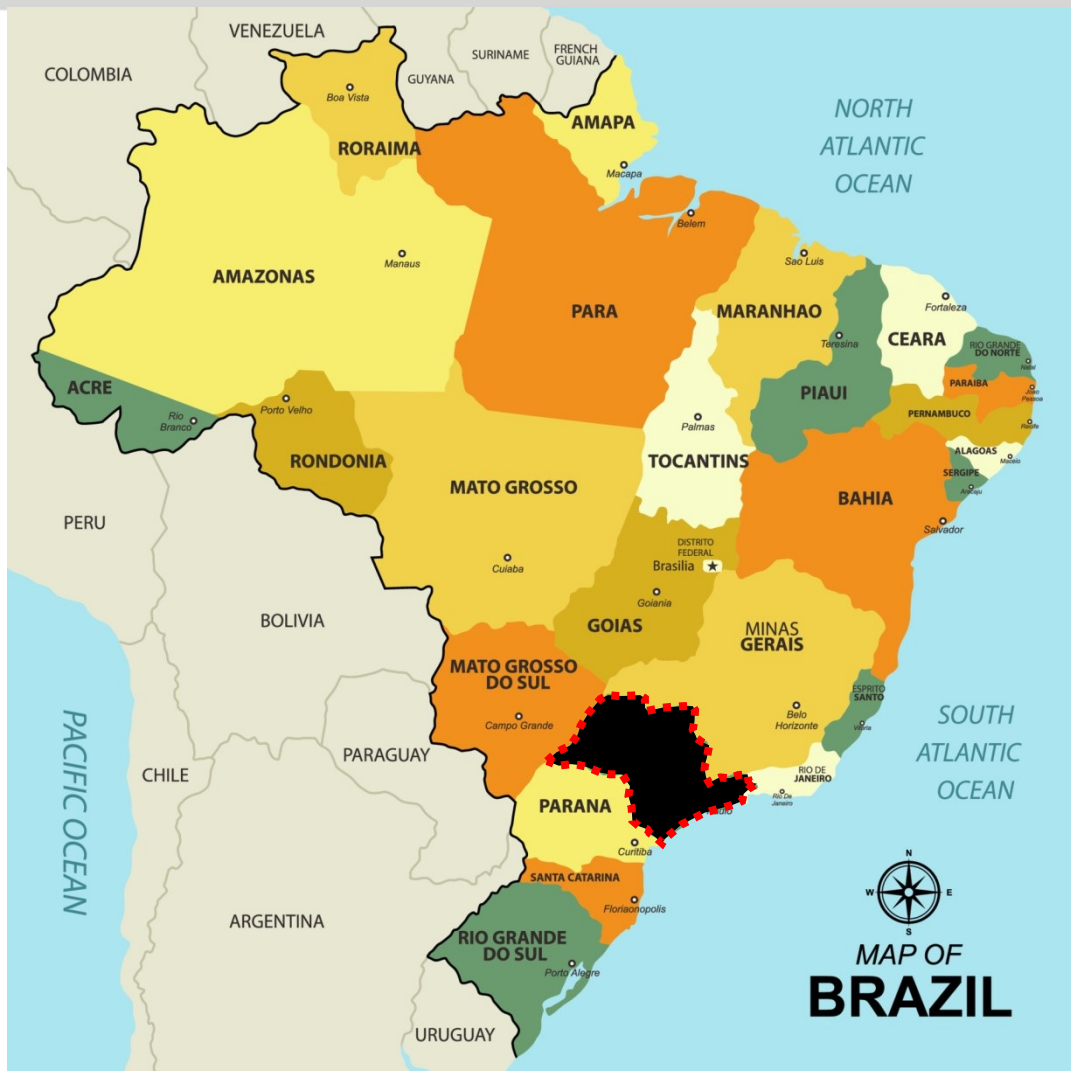 VENEZUELA
COLOMBIA
GUYANA
SURINAME
FRENCH
GUIANA
Boa Vista
RORAIMA
AMAPA
Macapa
NORTH
ATLANTIC
OCEAN
Belem
AMAZONAS
Manaus
PARA
Sao Luis
MARANHAO
Teresina
Fortaleza
CEARA
RIO GRANDE
DO NORTE
Natal
PARAIBA
Joao
Pessoa
PERNAMBUCO
Recife
ALAGOAS
Maceio
SERGIPE
Aracaju
ACRE
Rio
Branco
Porto Velho
RONDONIA
PIAUI
Palmas
TOCANTINS
MATO GROSSO
Cuiaba
BAHIA
Salvador
DISTRITO
FEDERAL
Brasilia
Goiania
GOIAS
PERU
BOLIVIA
MINAS
GERAIS
Belo
Horizonte
ESPRITO
SANTO
Vitoria
MATO GROSSO
DO SUL
Campo Grande
RIO DE
JANEIRO
Rio De
Janeiro
PACIFIC OCEAN
CHILE
PARAGUAY
SOUTH
ATLANTIC
OCEAN
PARANA
Curitiba
SANTA CATARINA
Floriaonopolis
ARGENTINA
RIO GRANDE
DO SUL
Porto Alegre
URUGUAY
N
W
E
S
MAP OF
BRAZIL